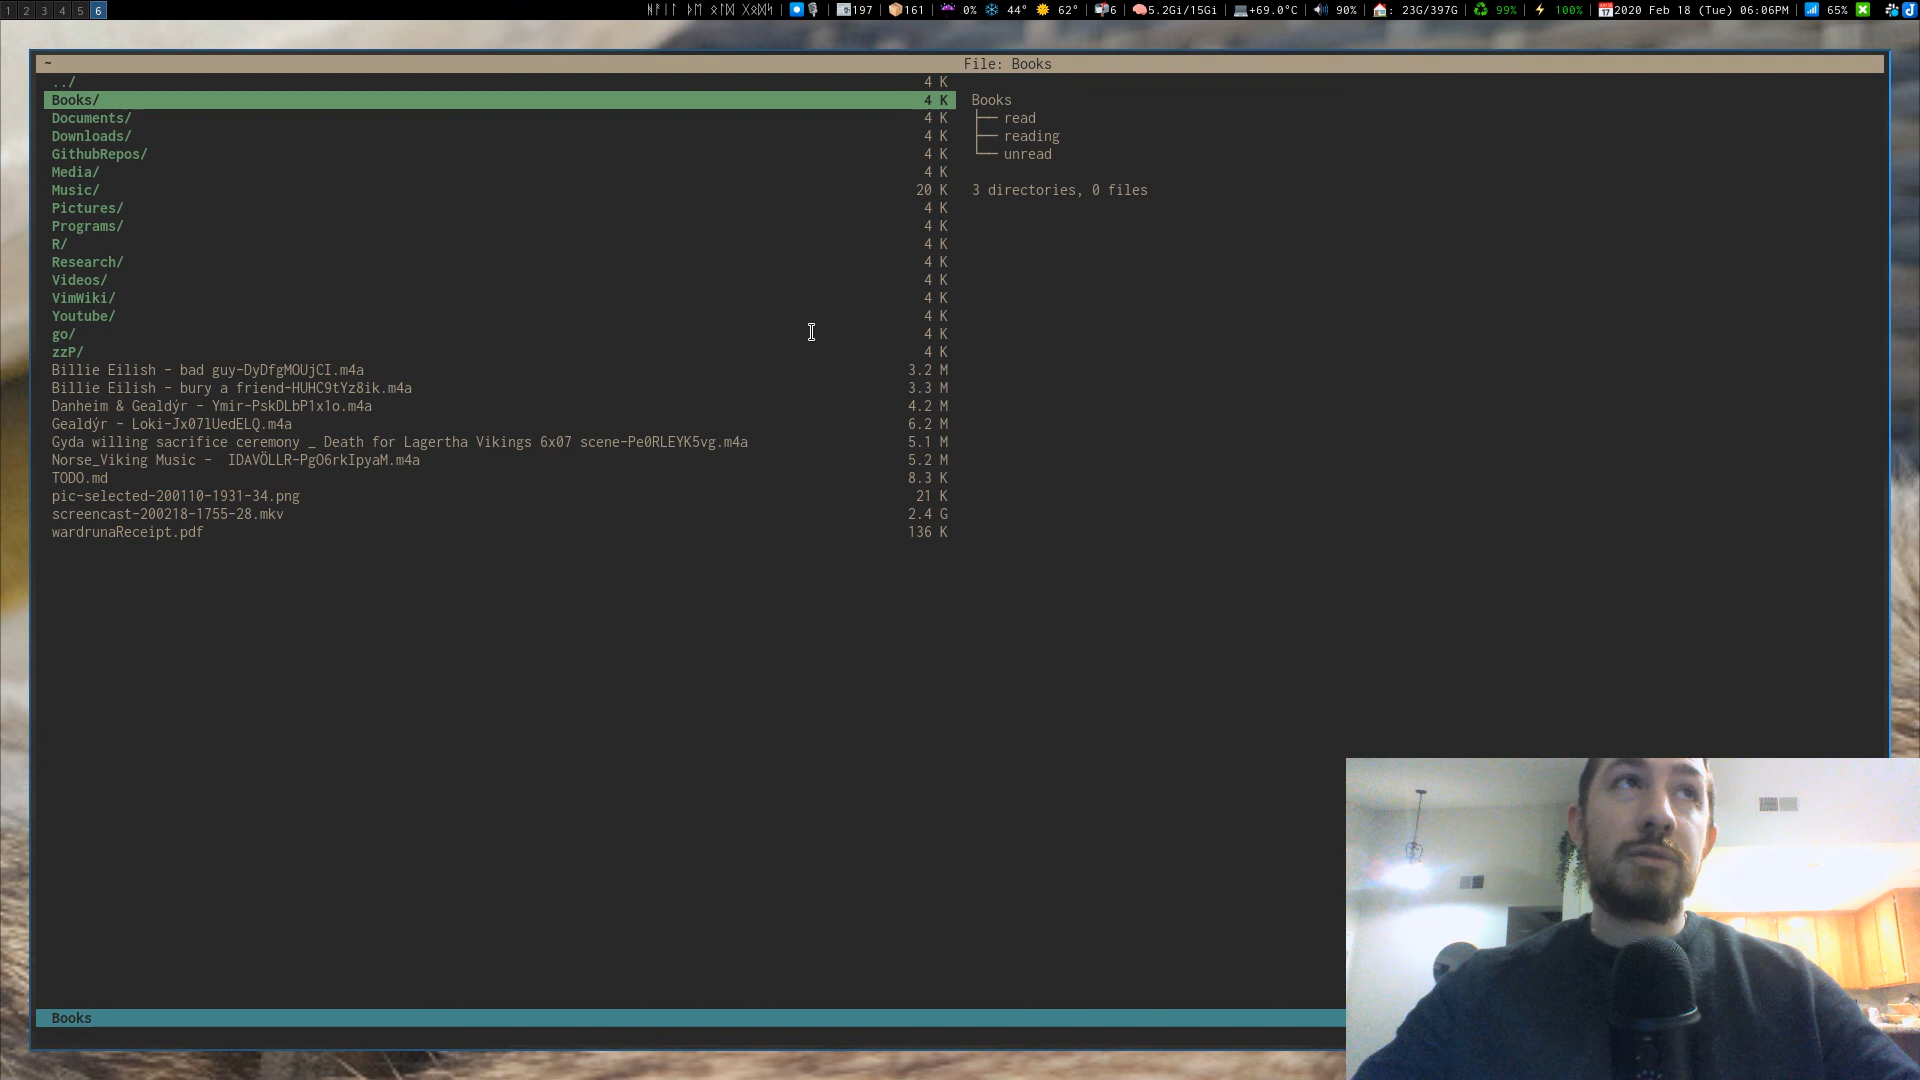 1 2 3 4 5 6 ᚺᚨᛁᛚ ᚦᛖ ᛟᛚᛞ ᚷᛟᛞᛋ | 197 | 161 | 0% 44° 62° | 6 | 5.2Gi/15Gi | +69.0°C | 90% | : 23G/397G | 99% | 100% | 2020 Feb 18 (Tue) 06:06PM | 65%
~ File: Books
../ 4 K
Books/ 4 K Books
Documents/ 4 K ├── read
Downloads/ 4 K ├── reading
GithubRepos/ 4 K └── unread
Media/ 4 K
Music/ 20 K 3 directories, 0 files
Pictures/ 4 K
Programs/ 4 K
R/ 4 K
Research/ 4 K
Videos/ 4 K
VimWiki/ 4 K
Youtube/ 4 K
go/ 4 K
zzP/ 4 K
Billie Eilish - bad guy-DyDfgMOUjCI.m4a 3.2 M
Billie Eilish - bury a friend-HUHC9tYz8ik.m4a 3.3 M
Danheim & Gealdýr - Ymir-PskDLbP1x1o.m4a 4.2 M
Gealdýr - Loki-Jx07lUedELQ.m4a 6.2 M
Gyda willing sacrifice ceremony _ Death for Lagertha Vikings 6x07 scene-Pe0RLEYK5vg.m4a 5.1 M
Norse_Viking Music -  IDAVÖLLR-PgO6rkIpyaM.m4a 5.2 M
TODO.md 8.3 K
pic-selected-200110-1931-34.png 21 K
screencast-200218-1755-28.mkv 2.4 G
wardrunaReceipt.pdf 136 K
Books